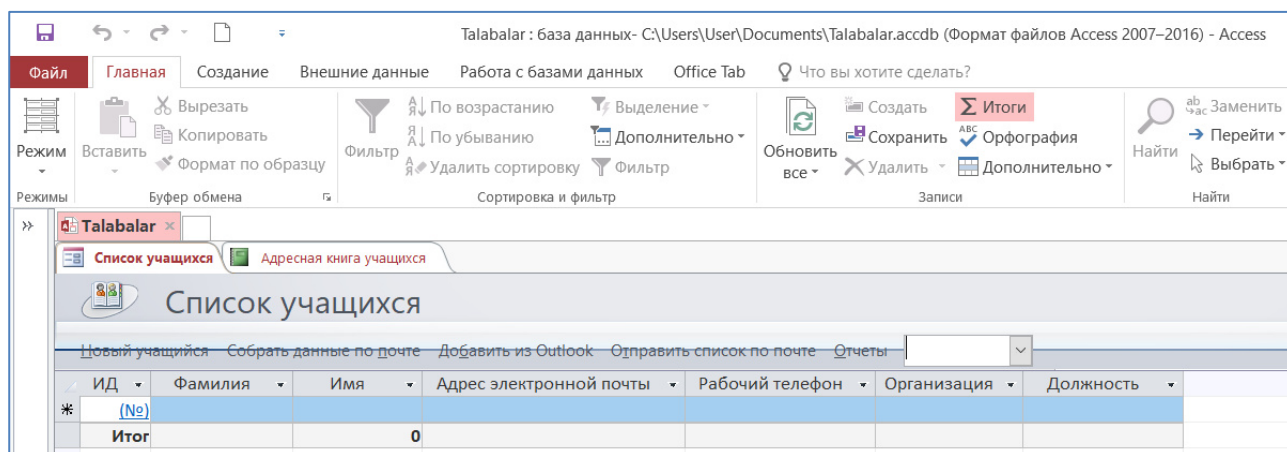 Talabalar : база данных- C:\Users\User\Documents\Talabalar.accdb (Формат файлов Access 2007–2016) - Access
Файл Главная Создание Внешние данные Работа с базами данных Office Tab Что вы хотите сделать?
Режим
Режимы
Вставить
Вырезать
Копировать
Формат по образцу
Буфер обмена
Фильтр
По возрастанию
По убыванию
Удалить сортировку
Выделение
Дополнительно
Фильтр
Сортировка и фильтр
Обновить
все
Создать
Сохранить
Удалить
Итоги
Орфография
Дополнительно
Записи
Найти
Заменить
Перейти
Выбрать
Найти
Talabalar
Список учащихся Адресная книга учащихся
Список учащихся
Новый учащийся Собрать данные по почте Добавить из Outlook Отправить список по почте Отчеты
ИД Фамилия Имя Адрес электронной почты Рабочий телефон Организация Должность
(№)
Итог 0